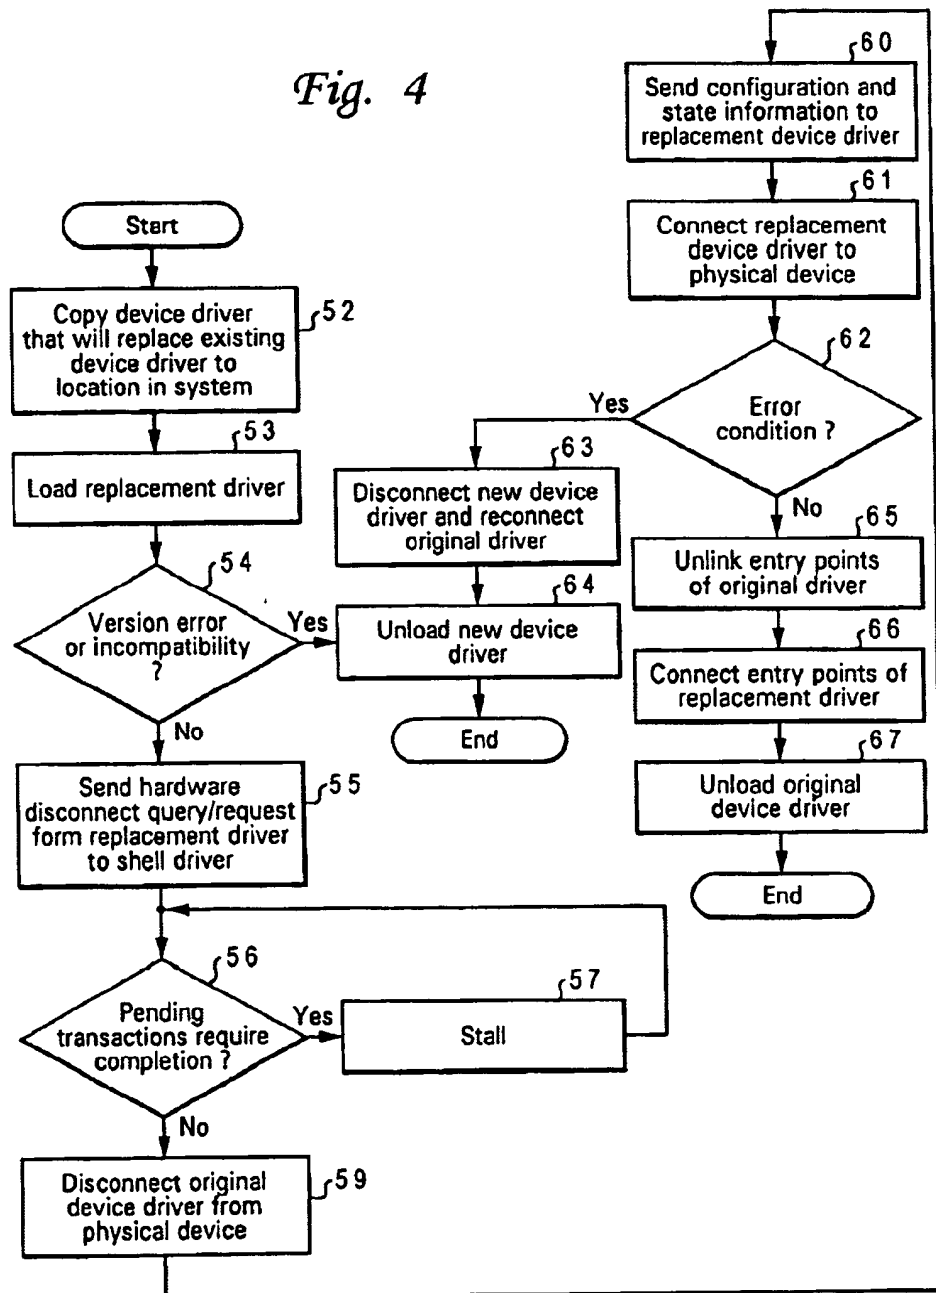 Fig. 4
Start
Copy device driver
that will replace existing
device driver to
location in system
52
53
Load replacement driver
54
Version error
or incompatibility
?
Yes
No
Send hardware
disconnect query/request
form replacement driver
to shell driver
55
56
Pending
transactions require
completion ?
Yes
No
57
Stall
Disconnect original
device driver from
physical device
59
60
Send configuration and
state information to
replacement device driver
61
Connect replacement
device driver to
physical device
62
Error
condition ?
Yes
No
63
Disconnect new device
driver and reconnect
original driver
64
Unload new device
driver
End
65
Unlink entry points
of original driver
66
Connect entry points of
replacement driver
67
Unload original
device driver
End